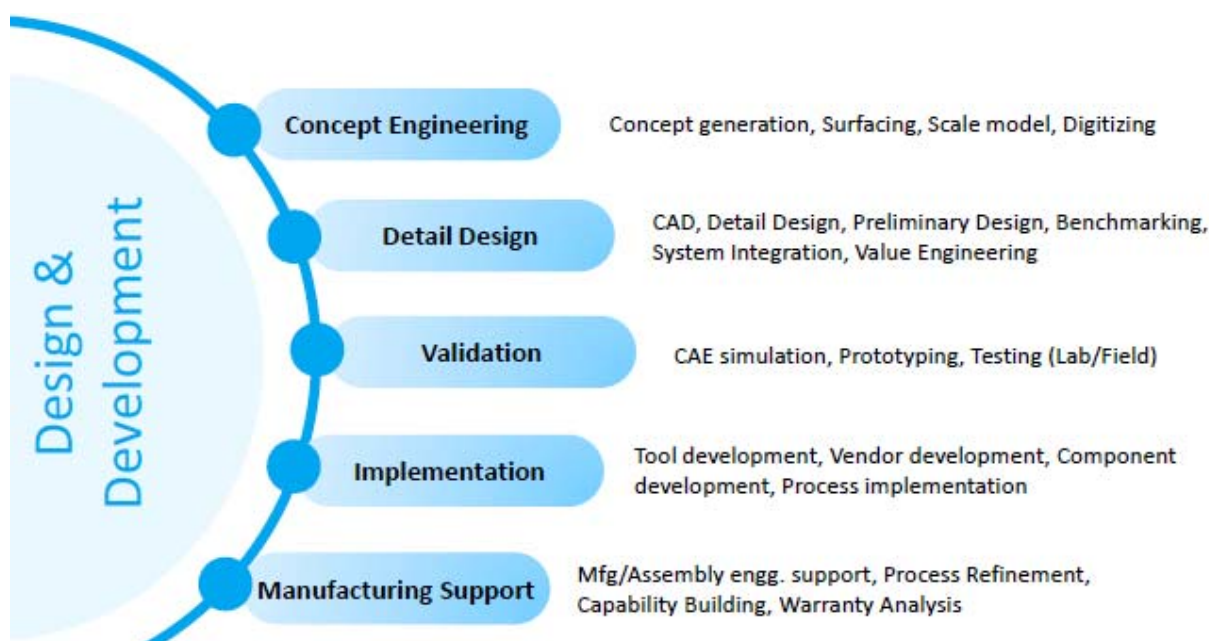 Design &
Development
Concept Engineering
Concept generation, Surfacing, Scale model, Digitizing
Detail Design
CAD, Detail Design, Preliminary Design, Benchmarking,
System Integration, Value Engineering
Validation
CAE simulation, Prototyping, Testing (Lab/Field)
Implementation
Tool development, Vendor development, Component
development, Process implementation
Manufacturing Support
Mfg/Assembly engg. support, Process Refinement,
Capability Building, Warranty Analysis